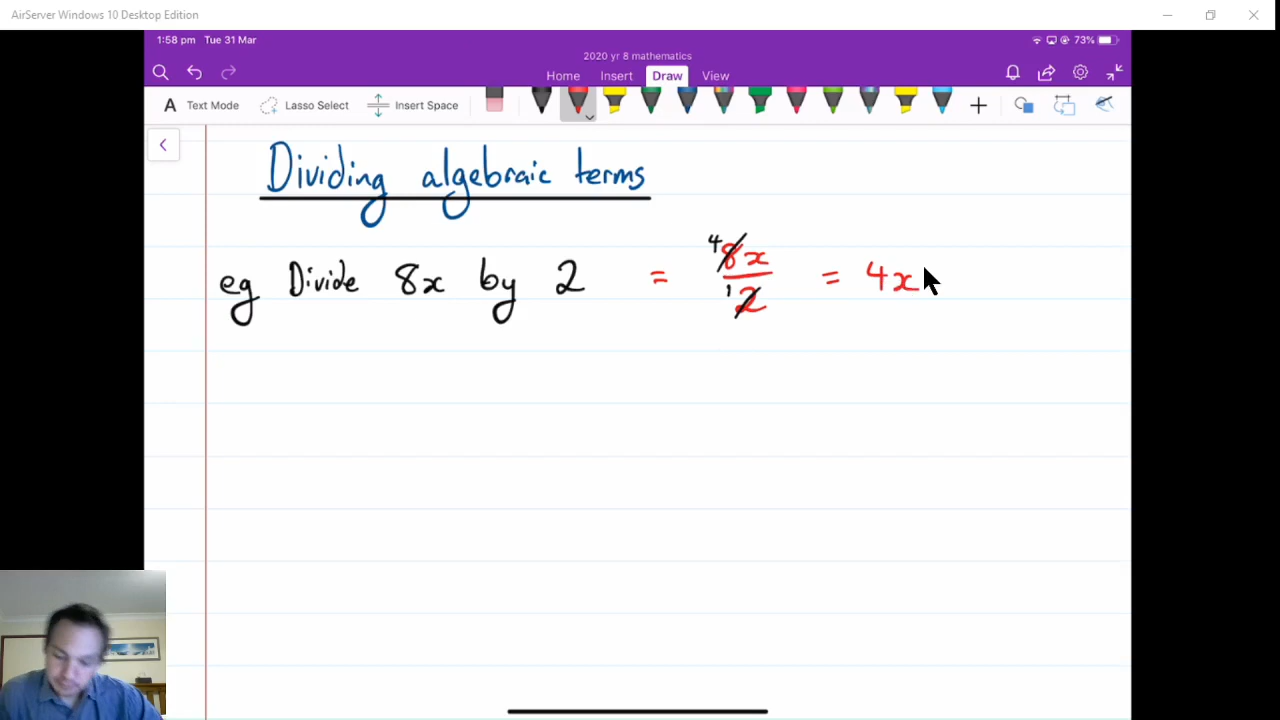 AirServer Windows 10 Desktop Edition
1:58 pm Tue 31 Mar 73%
2020 yr 8 mathematics
Home Insert Draw View
A Text Mode Lasso Select Insert Space
Dividing algebraic terms
eg Divide 8x by 2 = 4 8x / 1 2 = 4x